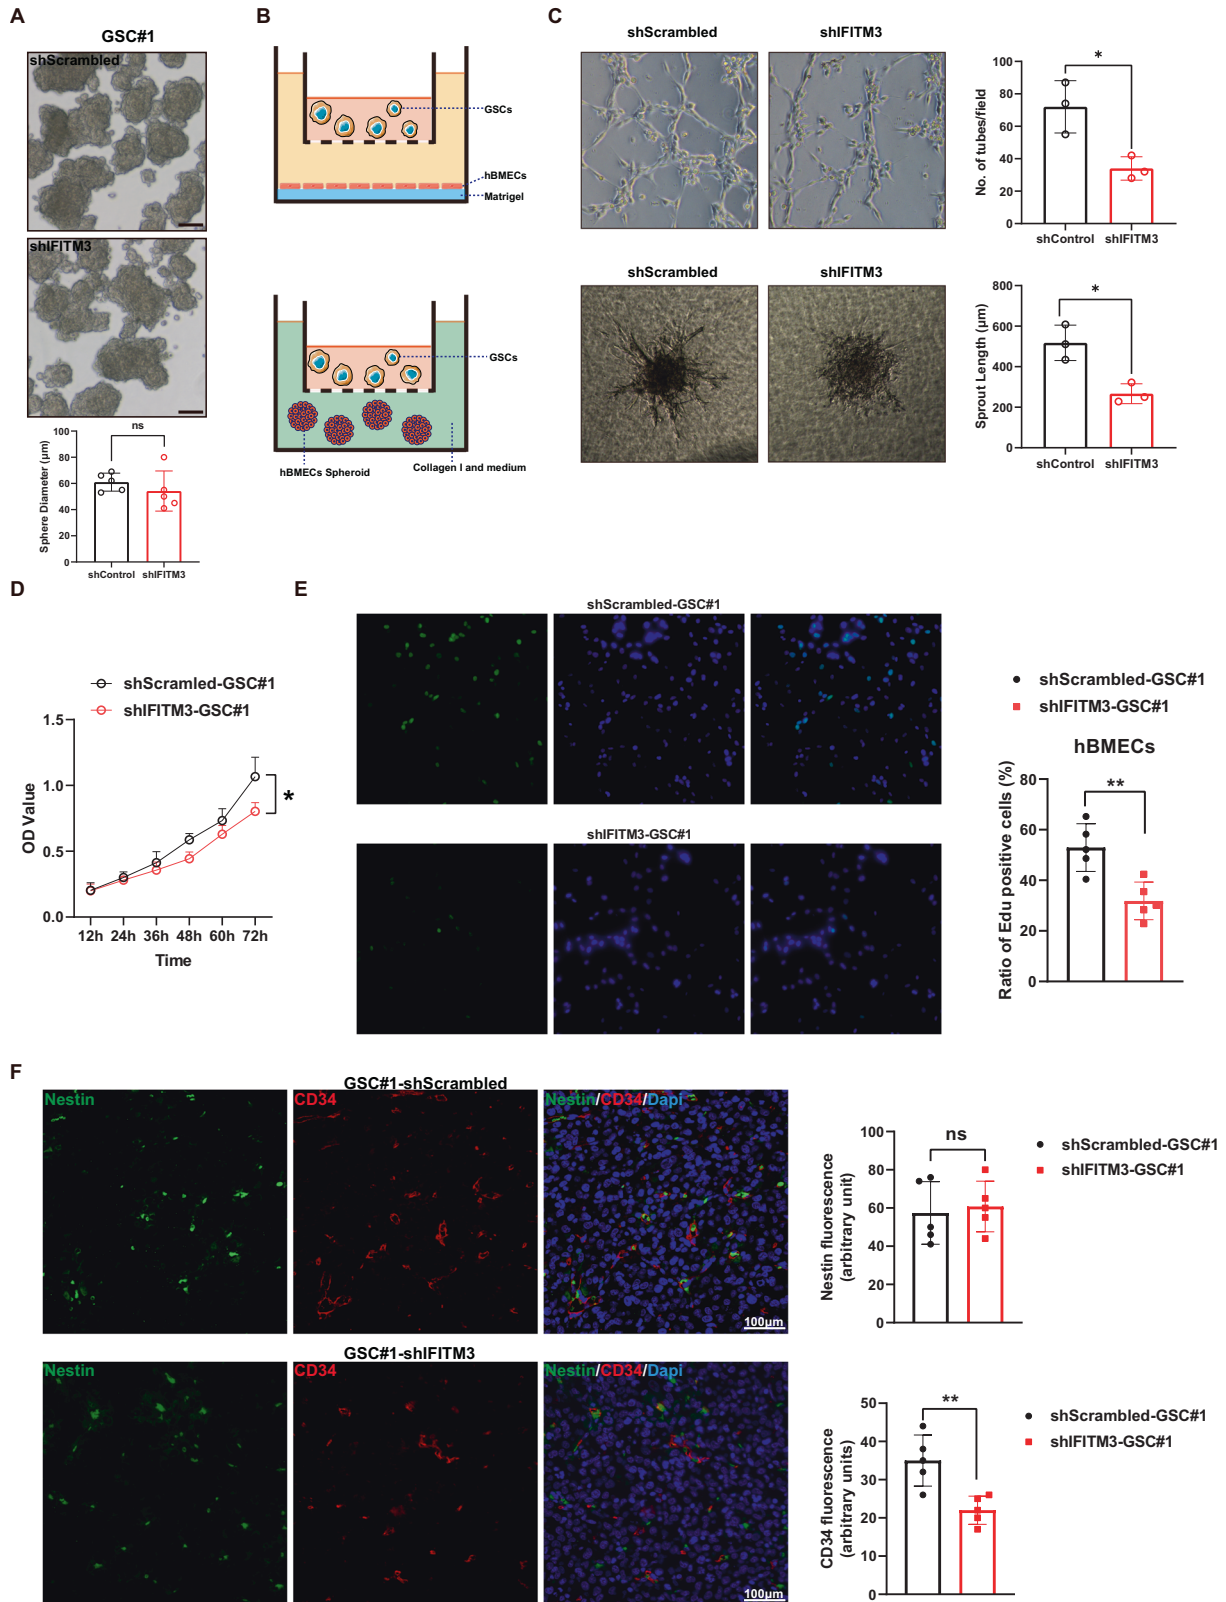 A
GSC#1
shScrambled
shIFITM3
Sphere Diameter (μm)
100
80
60
40
20
0
ns
shControl
shIFITM3
B
GSCs
hBMECs
Matrigel
GSCs
hBMECs Spheroid
Collagen I and medium
C
shScrambled
shIFITM3
No. of tubes/field
100
80
60
40
20
0
*
shControl
shIFITM3
shScrambled
shIFITM3
Sprout Length (μm)
800
600
400
200
0
*
shControl
shIFITM3
D
shScramled-GSC#1
shIFITM3-GSC#1
OD Value
1.5
1.0
0.5
0.0
*
12h 24h 36h 48h 60h 72h
Time
E
shScrambled-GSC#1
shIFITM3-GSC#1
shScrambled-GSC#1
shIFITM3-GSC#1
hBMECs
Ratio of Edu positive cells (%)
80
60
40
20
0
**
F
GSC#1-shScrambled
Nestin
CD34
Nestin/CD34/Dapi
100μm
GSC#1-shIFITM3
Nestin
CD34
Nestin/CD34/Dapi
100μm
Nestin fluorescence
(arbitrary unit)
100
80
60
40
20
0
ns
shScrambled-GSC#1
shIFITM3-GSC#1
CD34 fluorescence
(arbitrary units)
50
40
30
20
10
0
**
shScrambled-GSC#1
shIFITM3-GSC#1